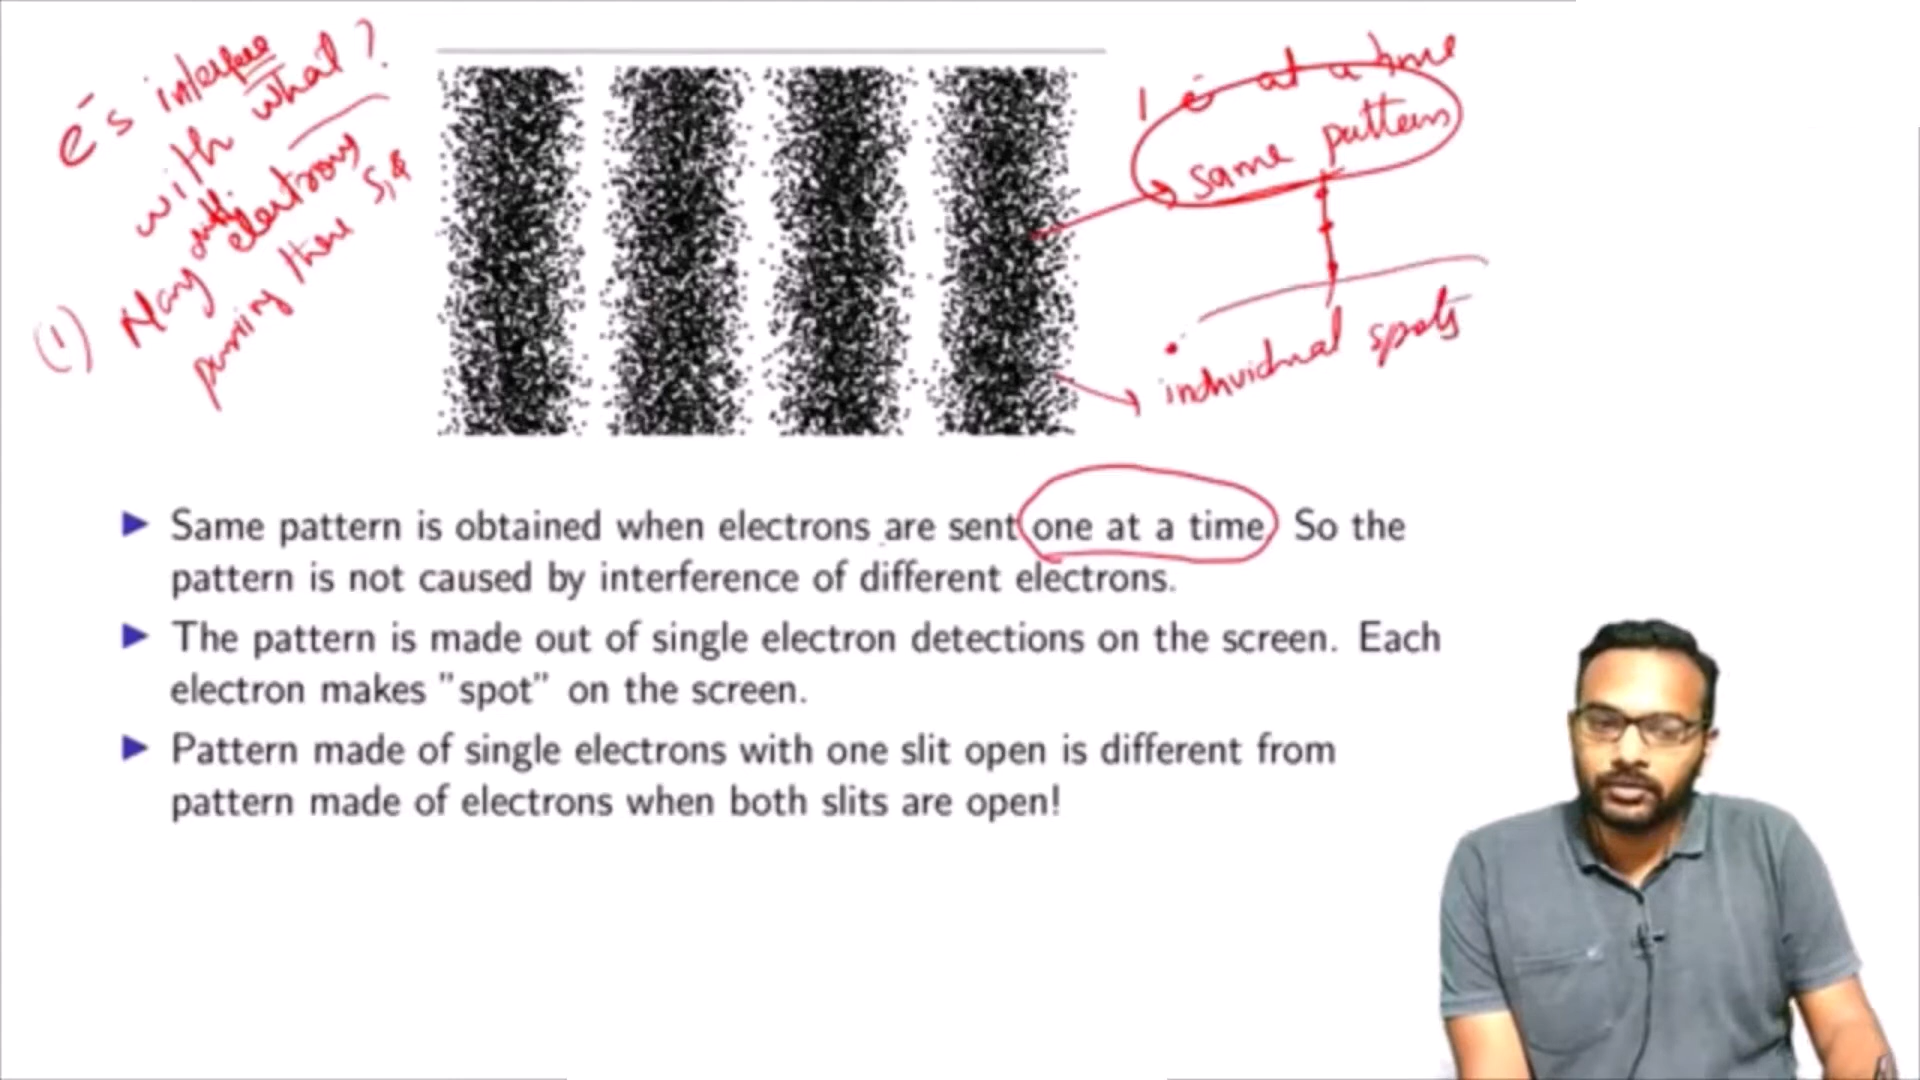 e⁻s interfere
with what?
(1) Many electrons
passing thro
1 e⁻ at a time
same pattern
individual spots
▶ Same pattern is obtained when electrons are sent one at a time. So the
pattern is not caused by interference of different electrons.
▶ The pattern is made out of single electron detections on the screen. Each
electron makes "spot" on the screen.
▶ Pattern made of single electrons with one slit open is different from
pattern made of electrons when both slits are open!